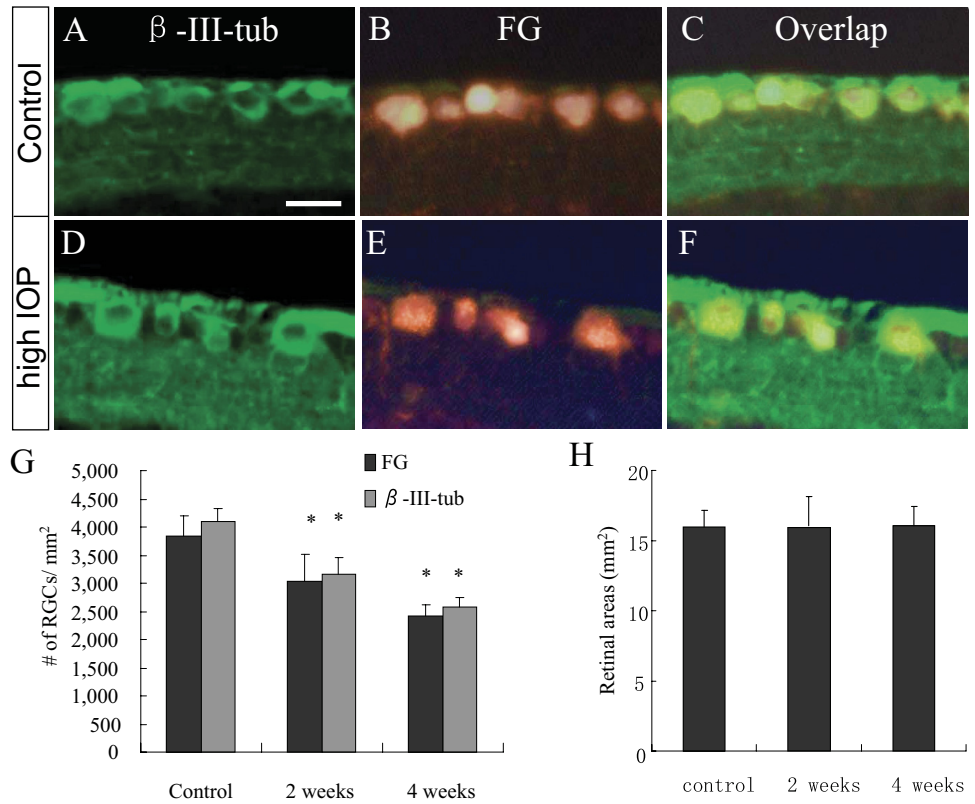 A β-III-tub
B FG
C Overlap
Control
D
E
F
high IOP
G
FG
β-III-tub
# of RGCs/ mm²
5,000
4,500
4,000
3,500
3,000
2,500
2,000
1,500
1,000
500
0
* *
* *
Control 2 weeks 4 weeks
H
Retinal areas (mm²)
20
15
10
5
0
control 2 weeks 4 weeks